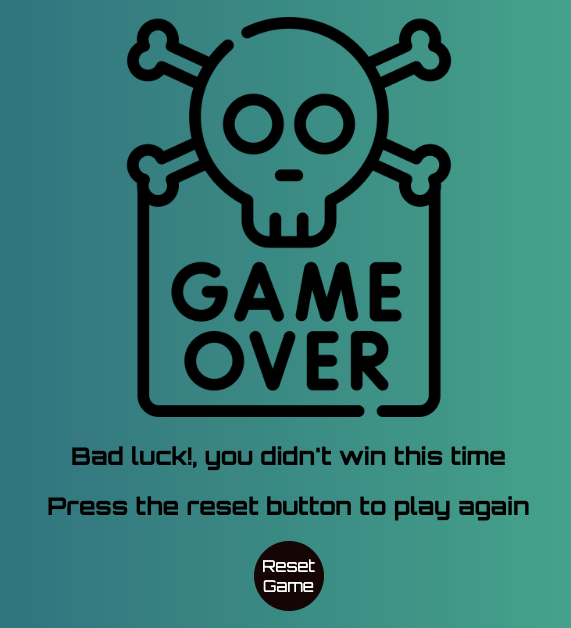 GAME
OVER
Bad luck!, you didn't win this time
Press the reset button to play again
Reset
Game